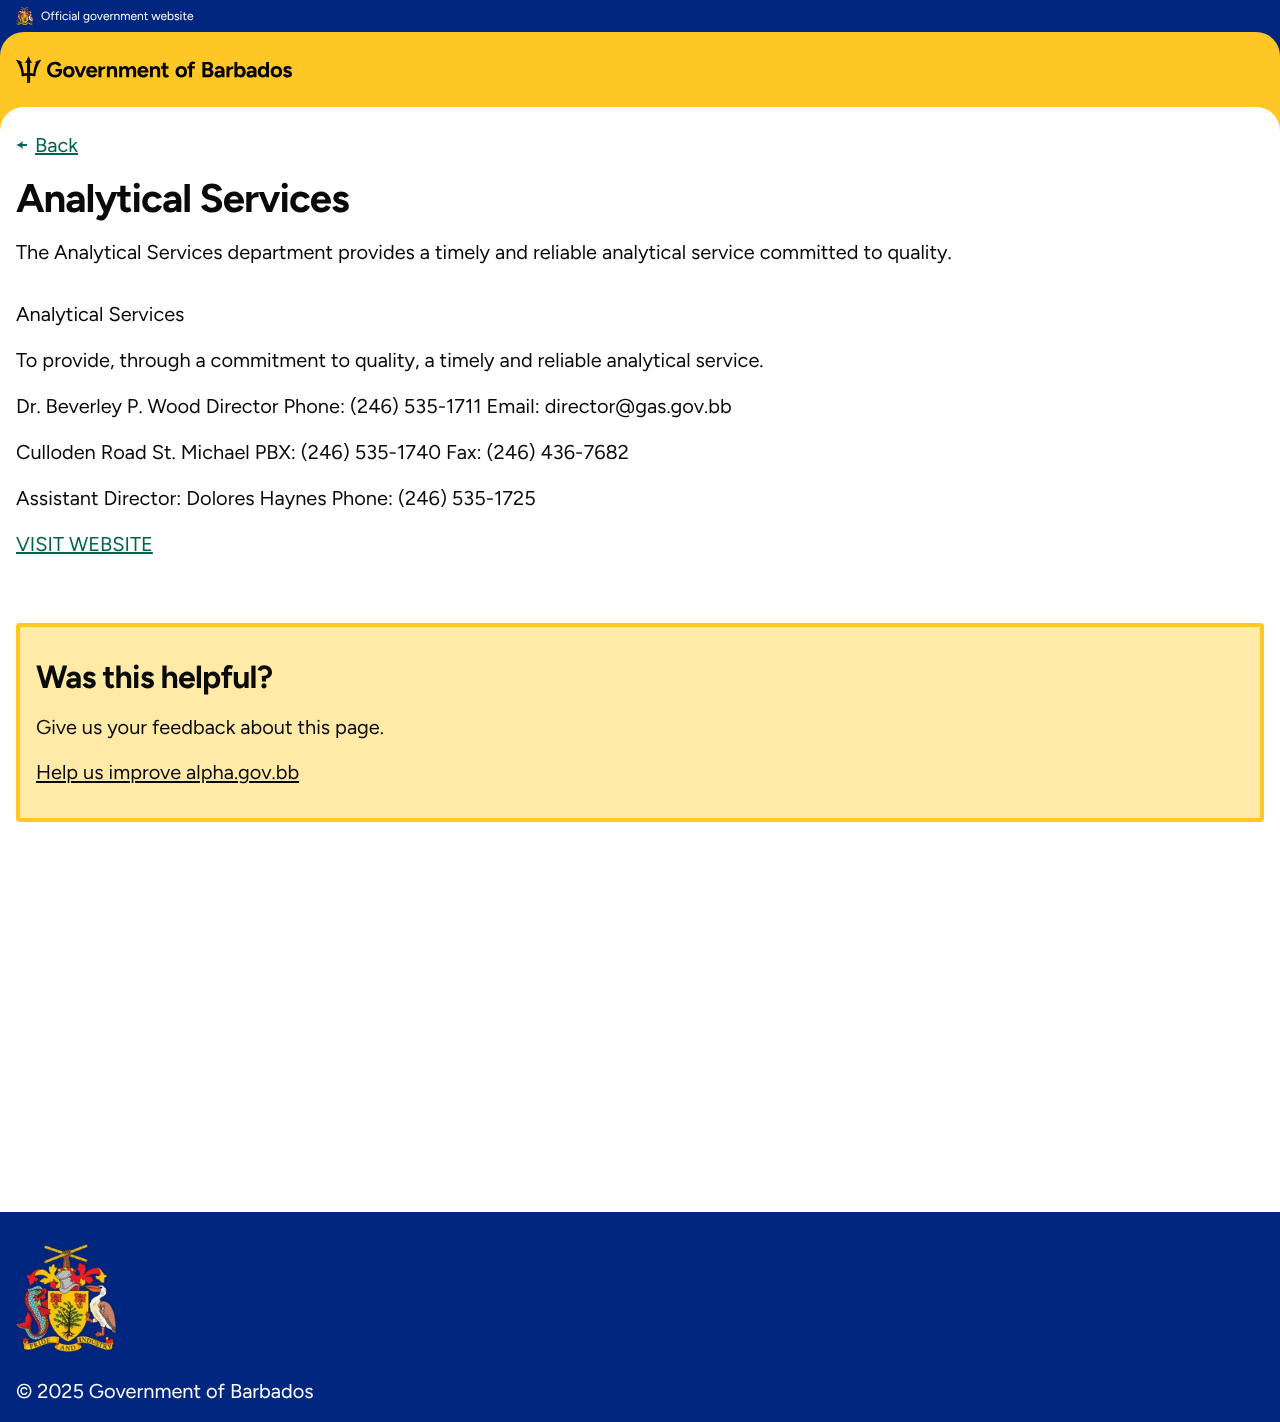 Official government website
Government of Barbados
Back
Analytical Services
The Analytical Services department provides a timely and reliable analytical service committed to quality.
Analytical Services
To provide, through a commitment to quality, a timely and reliable analytical service.
Dr. Beverley P. Wood Director Phone: (246) 535-1711 Email: director@gas.gov.bb
Culloden Road St. Michael PBX: (246) 535-1740 Fax: (246) 436-7682
Assistant Director: Dolores Haynes Phone: (246) 535-1725
VISIT WEBSITE
Was this helpful?
Give us your feedback about this page.
Help us improve alpha.gov.bb
PRIDE AND INDUSTRY
© 2025 Government of Barbados